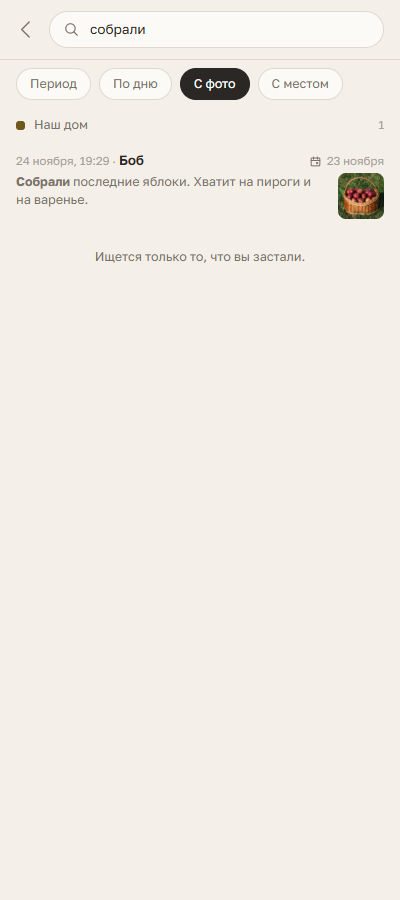 собрали
Период
По дню
С фото
С местом
Наш дом
1
24 ноября, 19:29 · Боб
23 ноября
Собрали последние яблоки. Хватит на пироги и
на варенье.
Ищется только то, что вы застали.